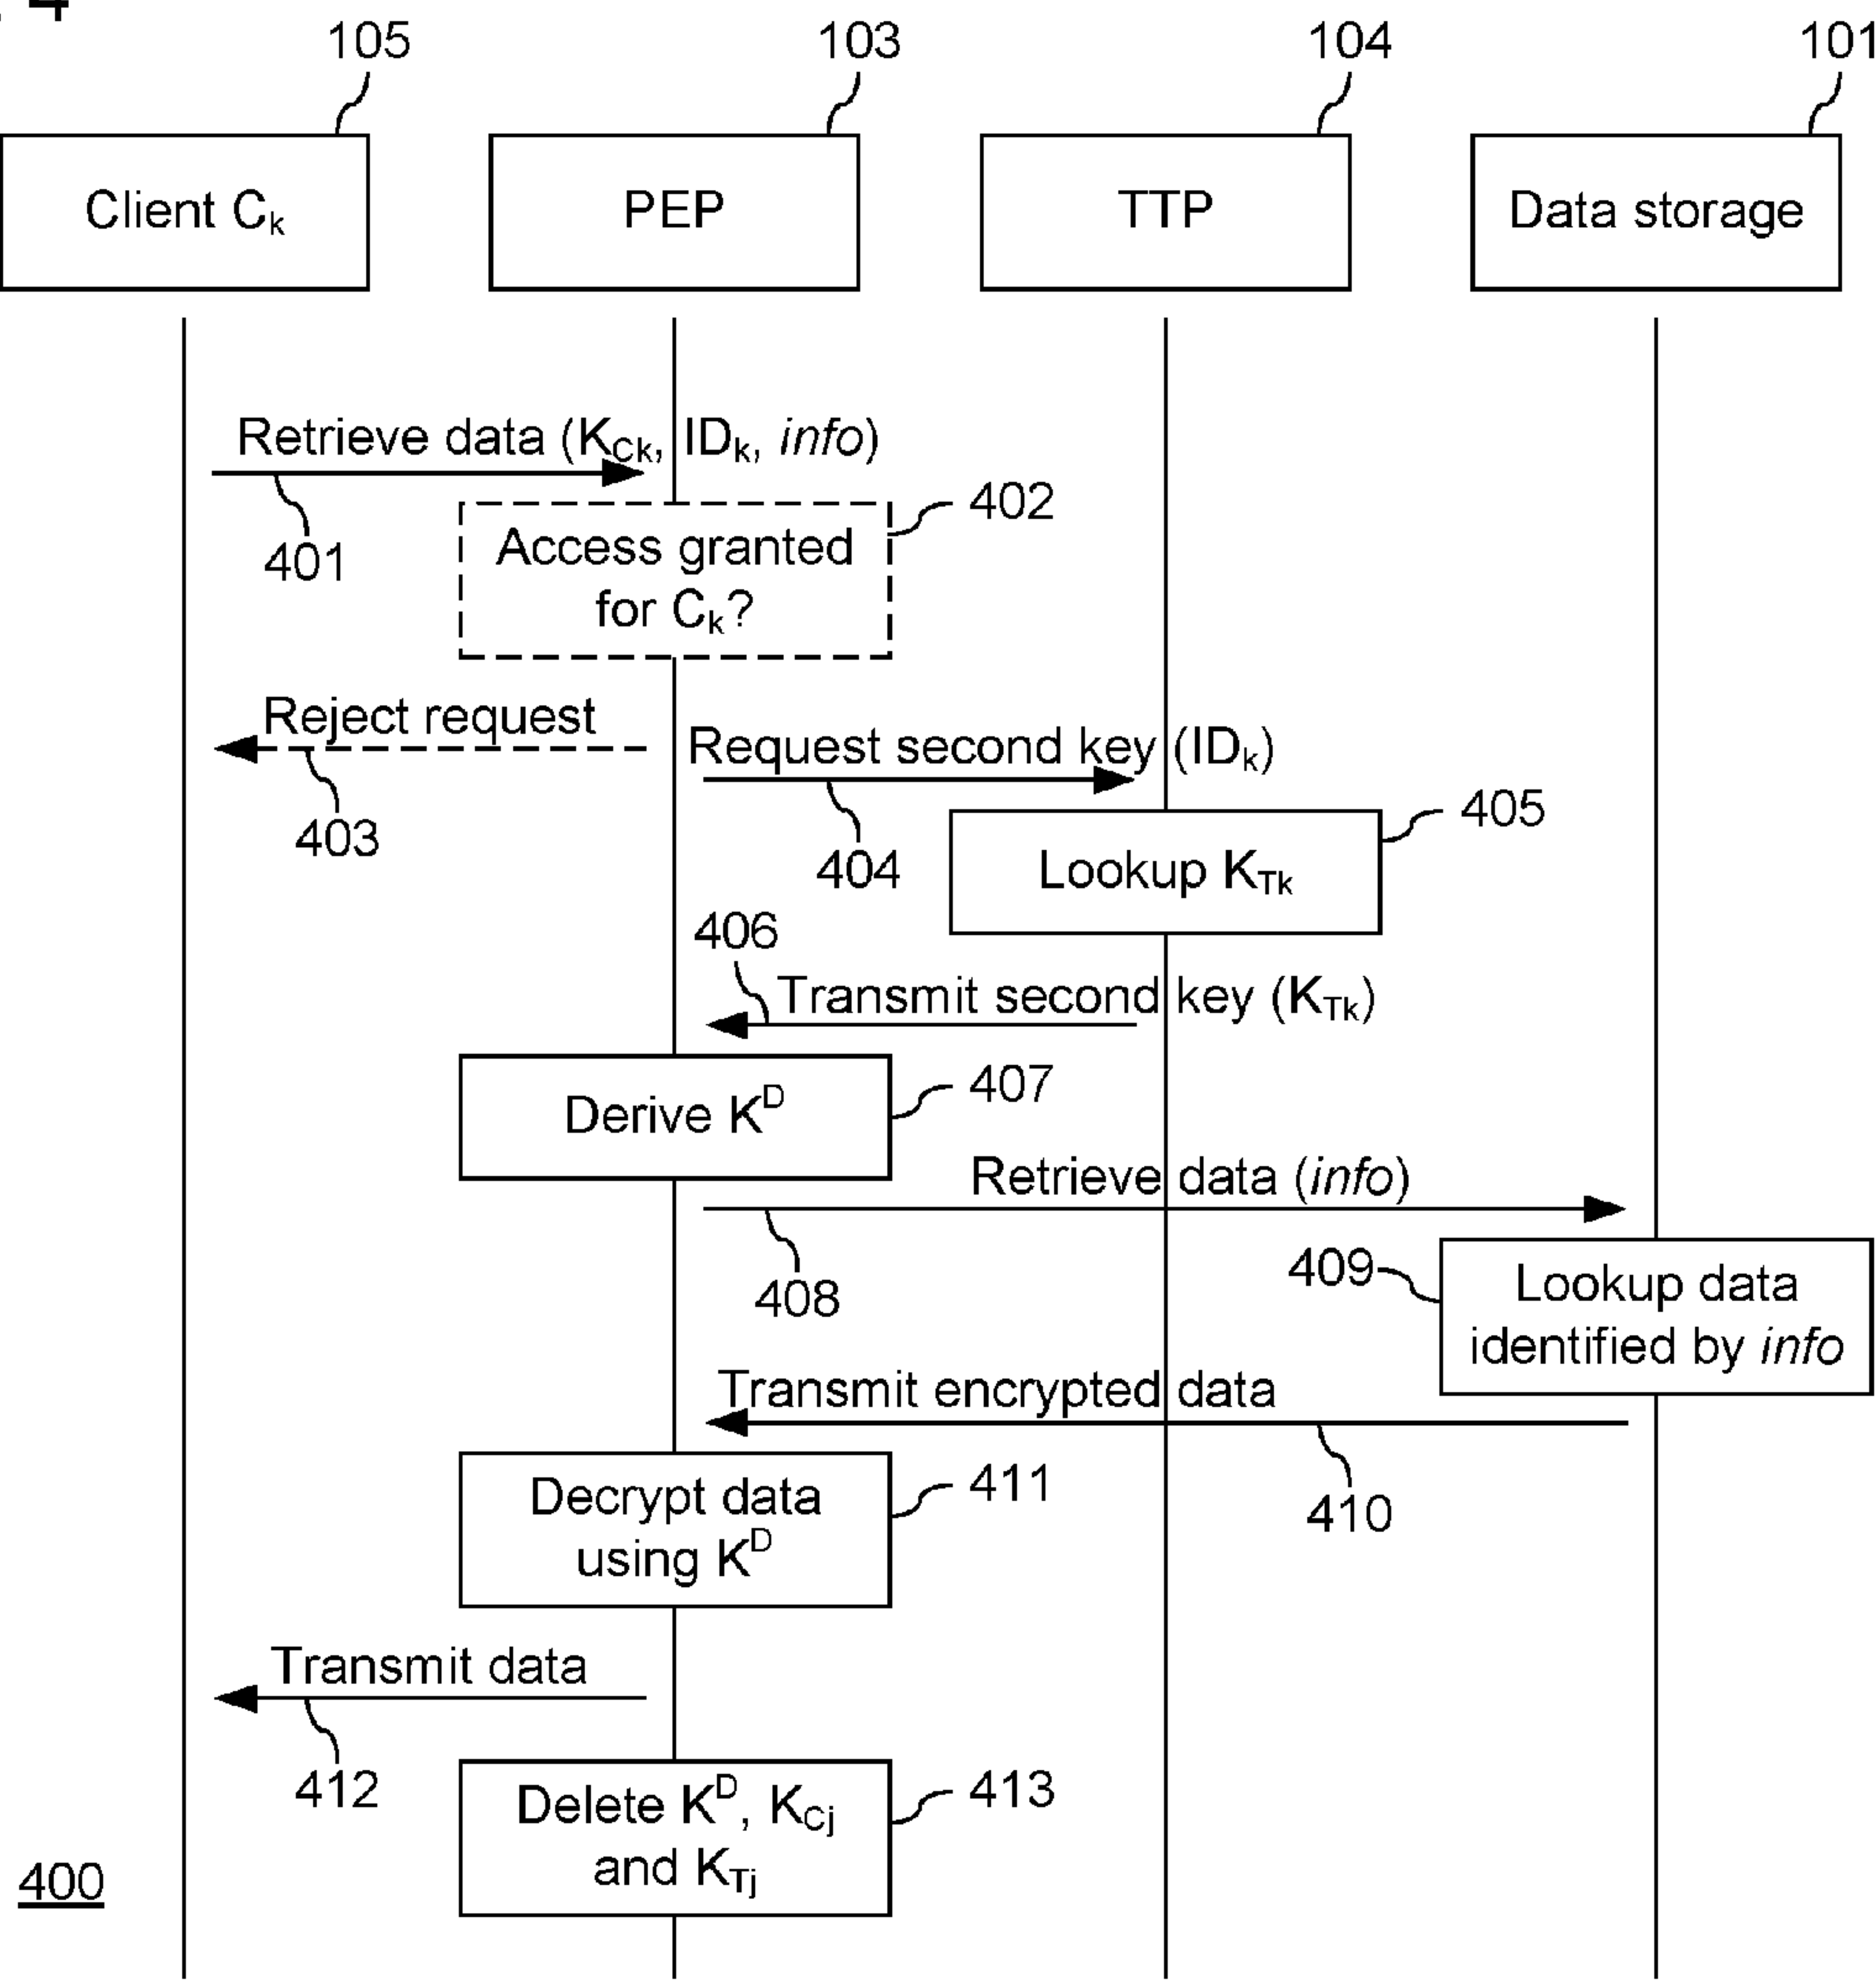 4
105 103 104 101
Client Ck PEP TTP Data storage
Retrieve data (KCk, IDk, info)
401
402
Access granted
for Ck?
Reject request
403
Request second key (IDk)
404
405
Lookup KTk
406
Transmit second key (KTk)
Derive K^D
407
Retrieve data (info)
408
409
Lookup data
identified by info
Transmit encrypted data
410
Decrypt data
using K^D
411
Transmit data
412
Delete K^D, KCj
and KTj
413
400